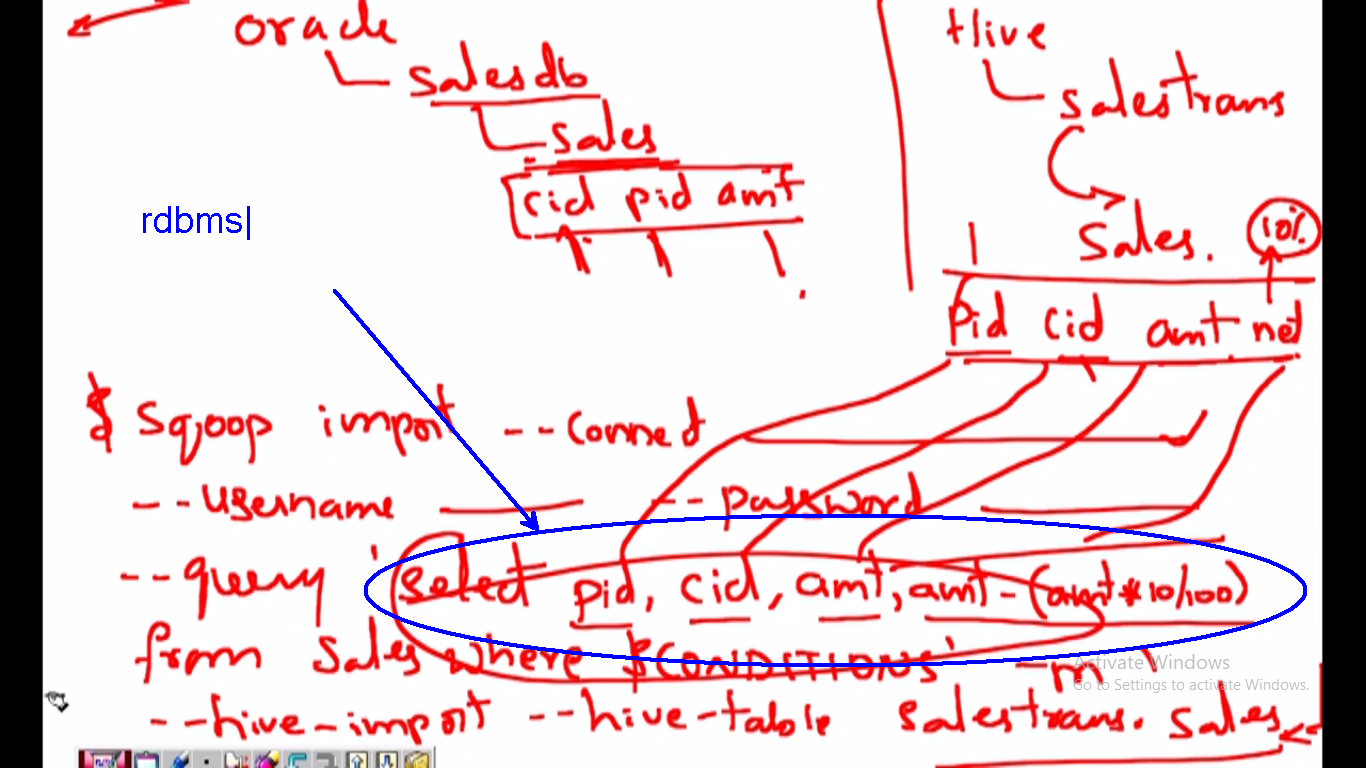 oracle
Hive
salesdb
salestrans
sales
cid pid amt
rdbms
Sales. 10%
pid cid amt net
$ Sqoop import --connect
--username --password
--query 'select pid, cid, amt, amt-(amt*10/100)
from sales where $CONDITIONS' -m 1
Activate Windows
Go to Settings to activate Windows.
--hive-import --hive-table salestrans.sales